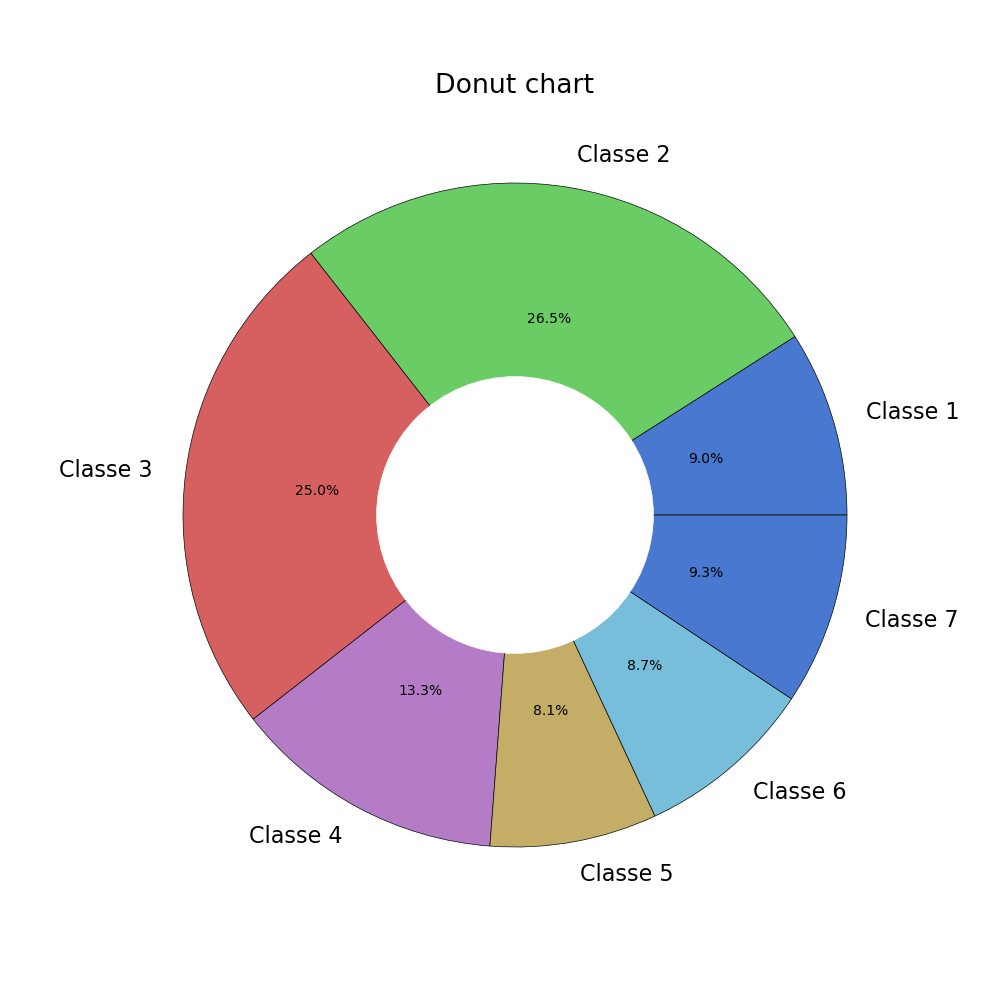 Donut chart
Classe 2
26.5%
Classe 1
9.0%
Classe 3
25.0%
9.3%
Classe 7
8.7%
13.3%
8.1%
Classe 6
Classe 4
Classe 5